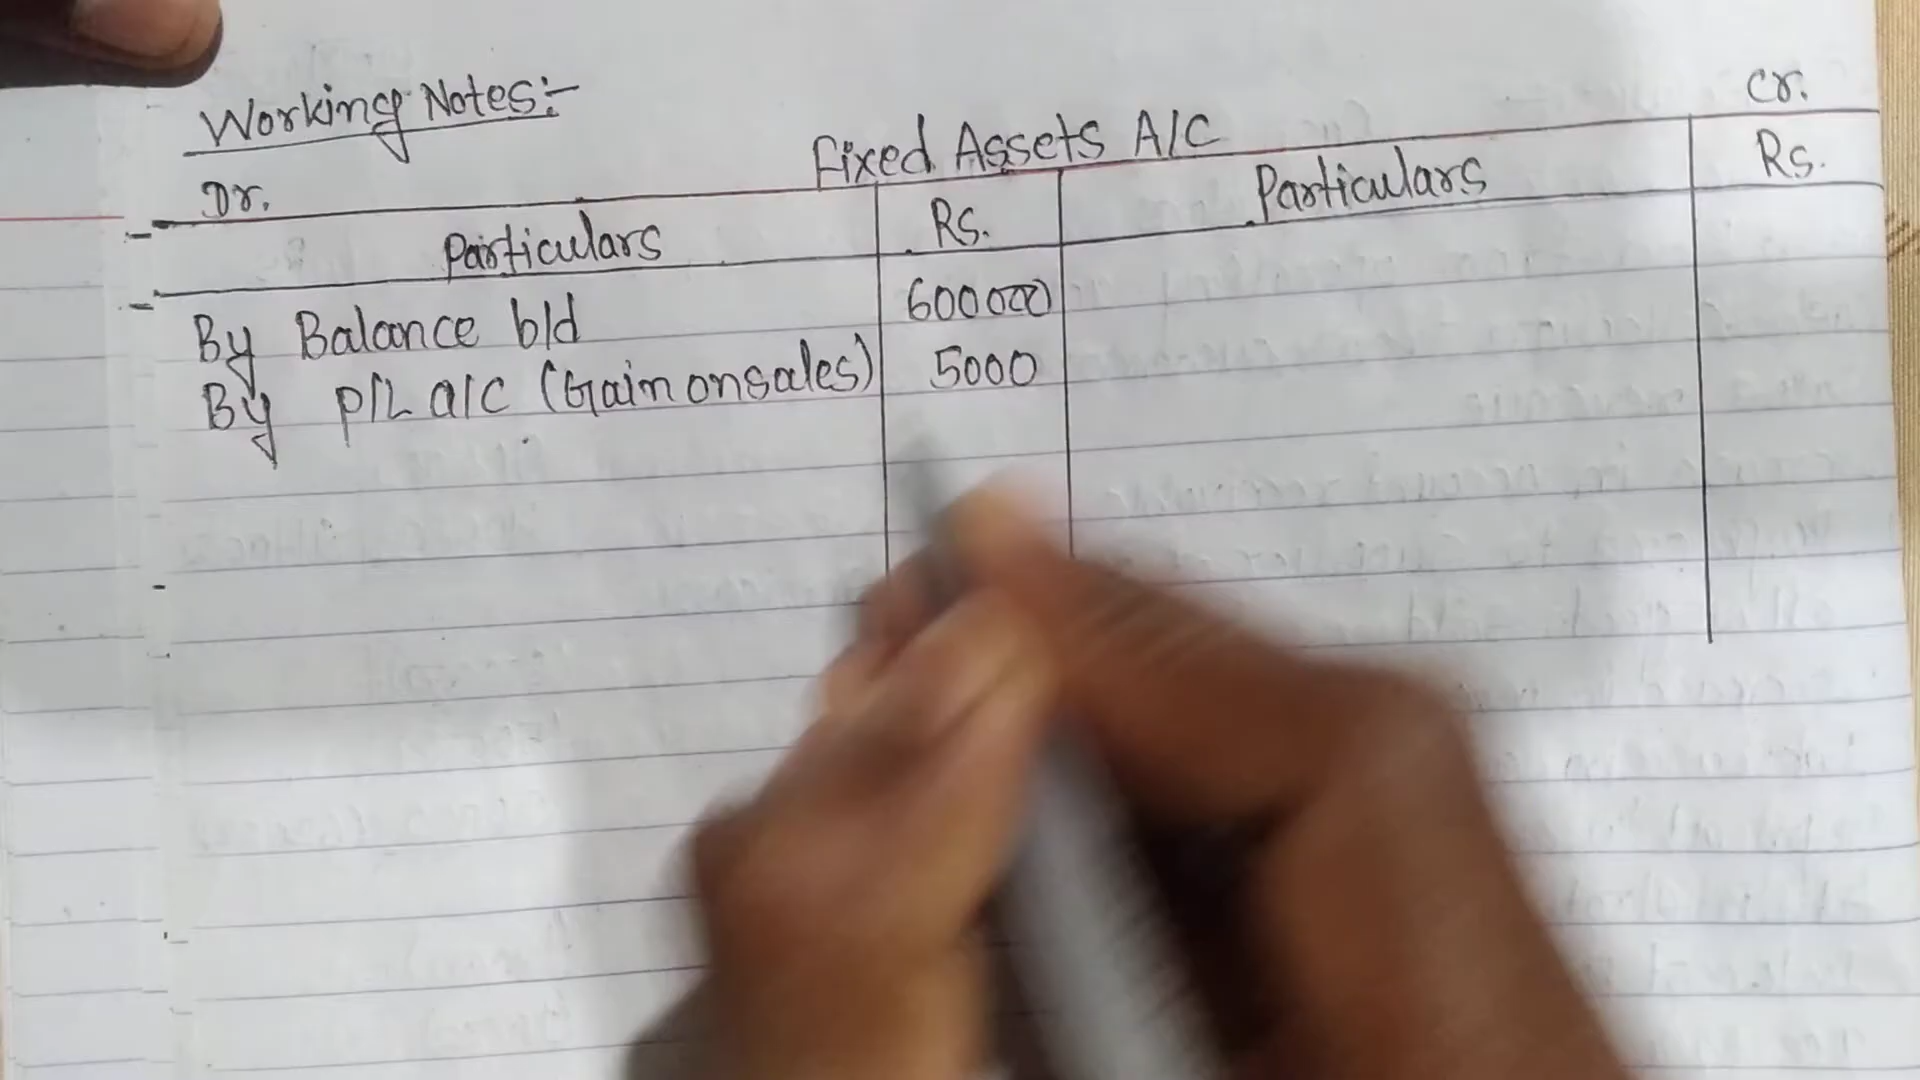 Working Notes:-
Fixed Assets A/C
Dr.
Cr.
Particulars Rs. Particulars Rs.
By Balance b/d 600000
By P/L a/c (Gain on sales) 5000